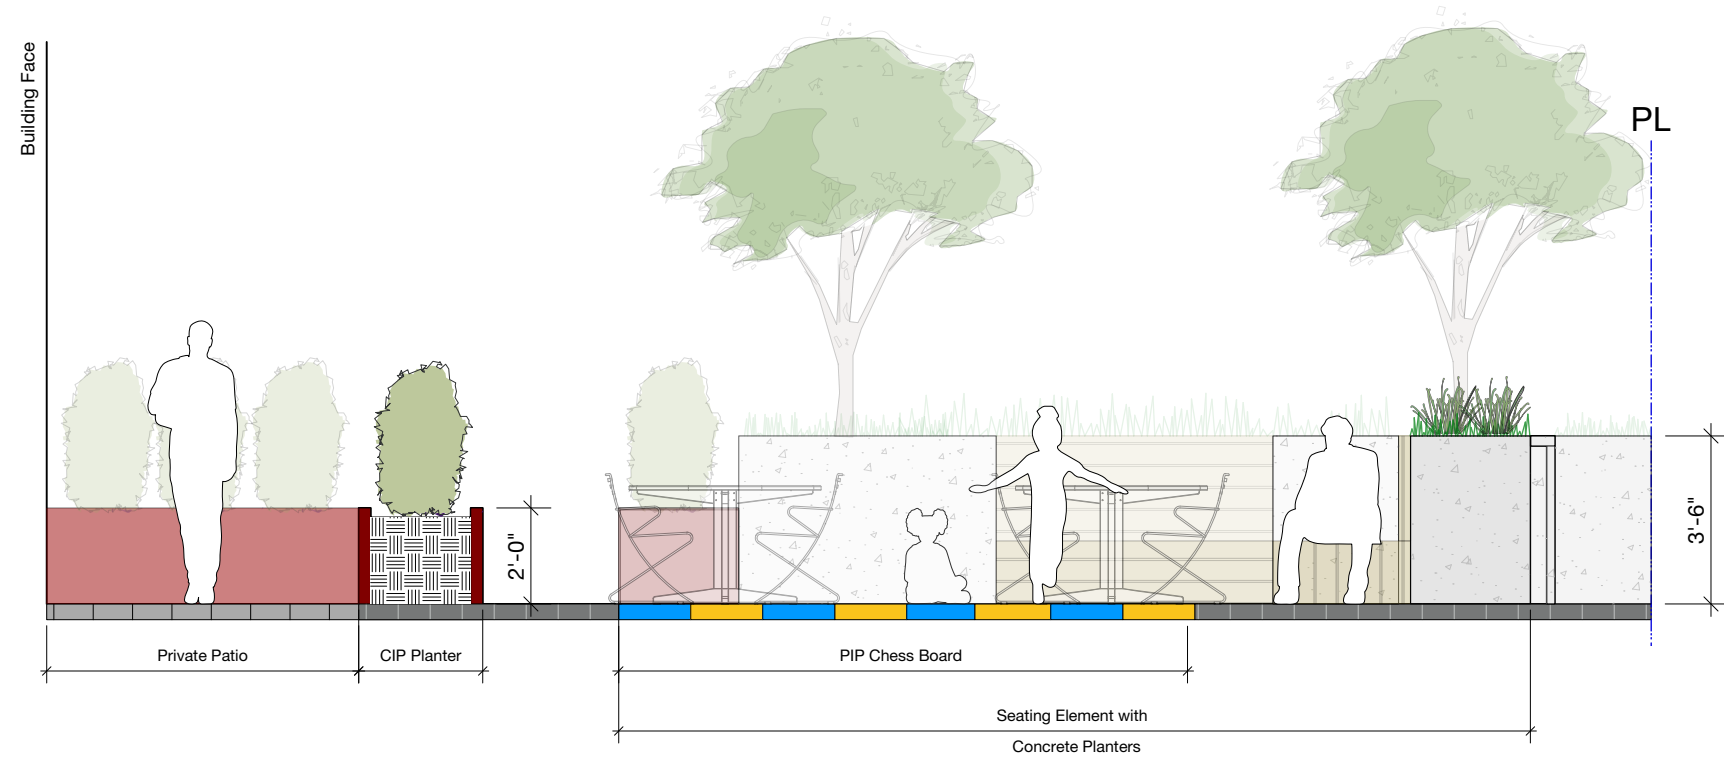 Building Face
PL
2'-0"
3'-6"
Private Patio
CIP Planter
PIP Chess Board
Seating Element with
Concrete Planters